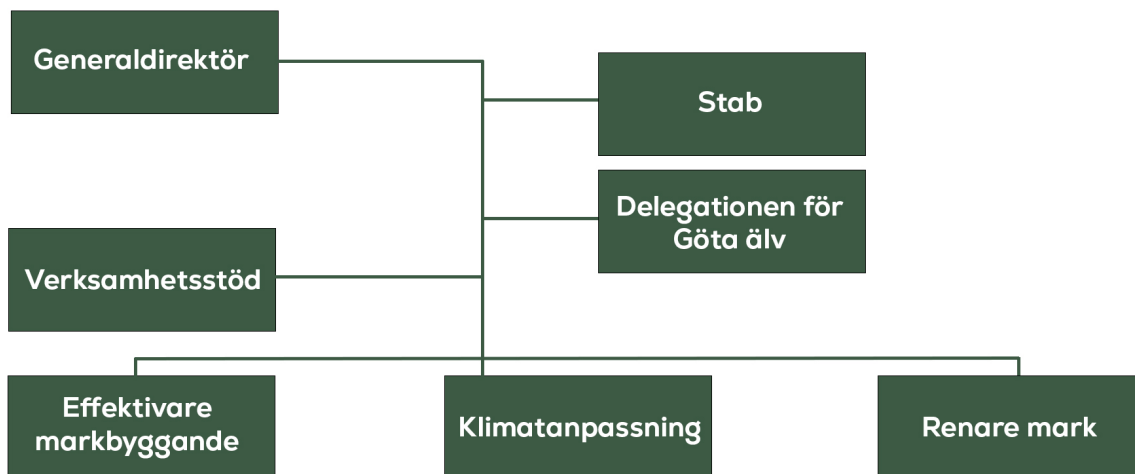 Generaldirektör
Stab
Delegationen för
Göta älv
Verksamhetsstöd
Effektivare
markbyggande
Klimatanpassning
Renare mark